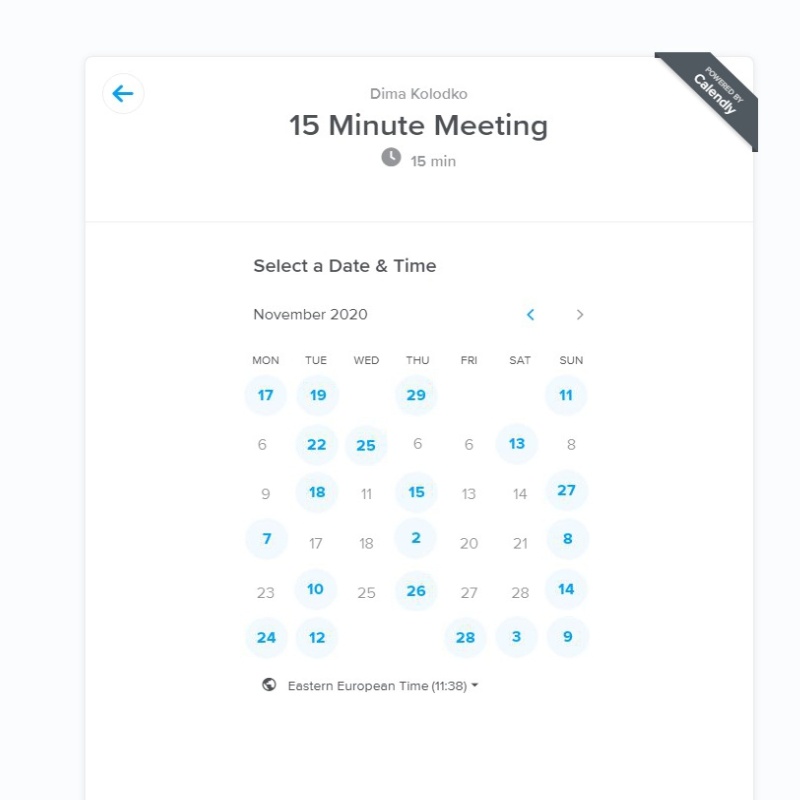 POWERED BY
Calendly
Dima Kolodko
15 Minute Meeting
15 min
Select a Date & Time
November 2020
MON TUE WED THU FRI SAT SUN
17 19 29 11
6 22 25 6 6 13 8
9 18 11 15 13 14 27
7 17 18 2 20 21 8
23 10 25 26 27 28 14
24 12 28 3 9
Eastern European Time (11:38)